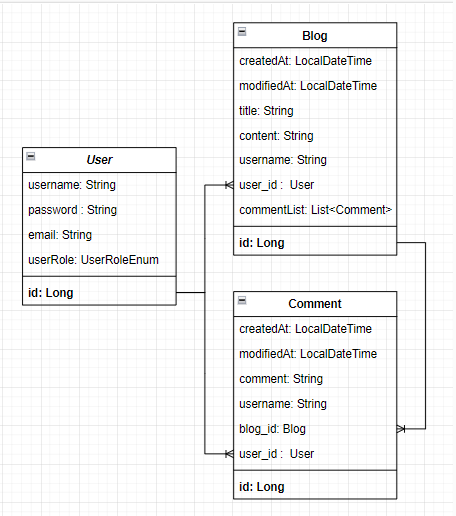 Blog
createdAt: LocalDateTime
modifiedAt: LocalDateTime
title: String
content: String
username: String
user_id :  User
commentList: List<Comment>
id: Long
User
username: String
password : String
email: String
userRole: UserRoleEnum
id: Long
Comment
createdAt: LocalDateTime
modifiedAt: LocalDateTime
comment: String
username: String
blog_id: Blog
user_id :  User
id: Long